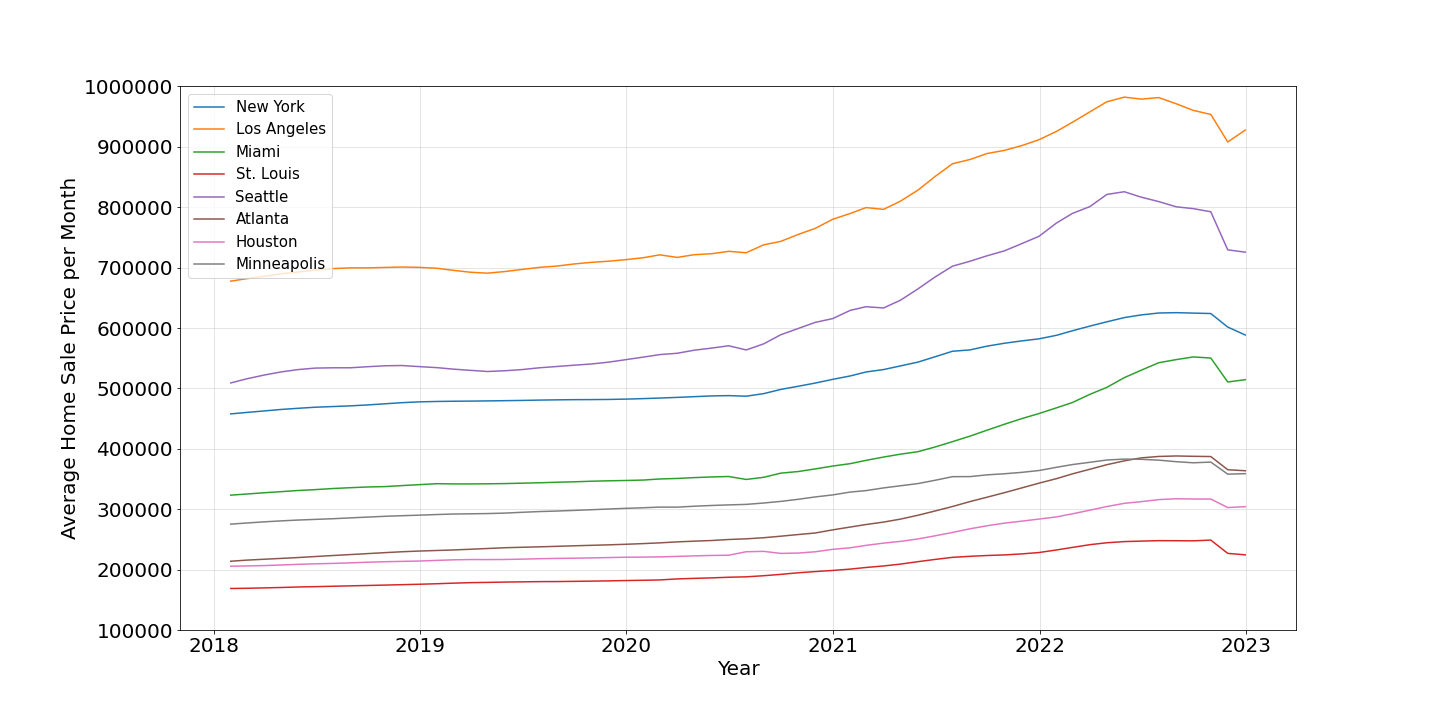 Average Home Sale Price per Month
1000000
900000
800000
700000
600000
500000
400000
300000
200000
100000
New York
Los Angeles
Miami
St. Louis
Seattle
Atlanta
Houston
Minneapolis
2018 2019 2020 2021 2022 2023
Year